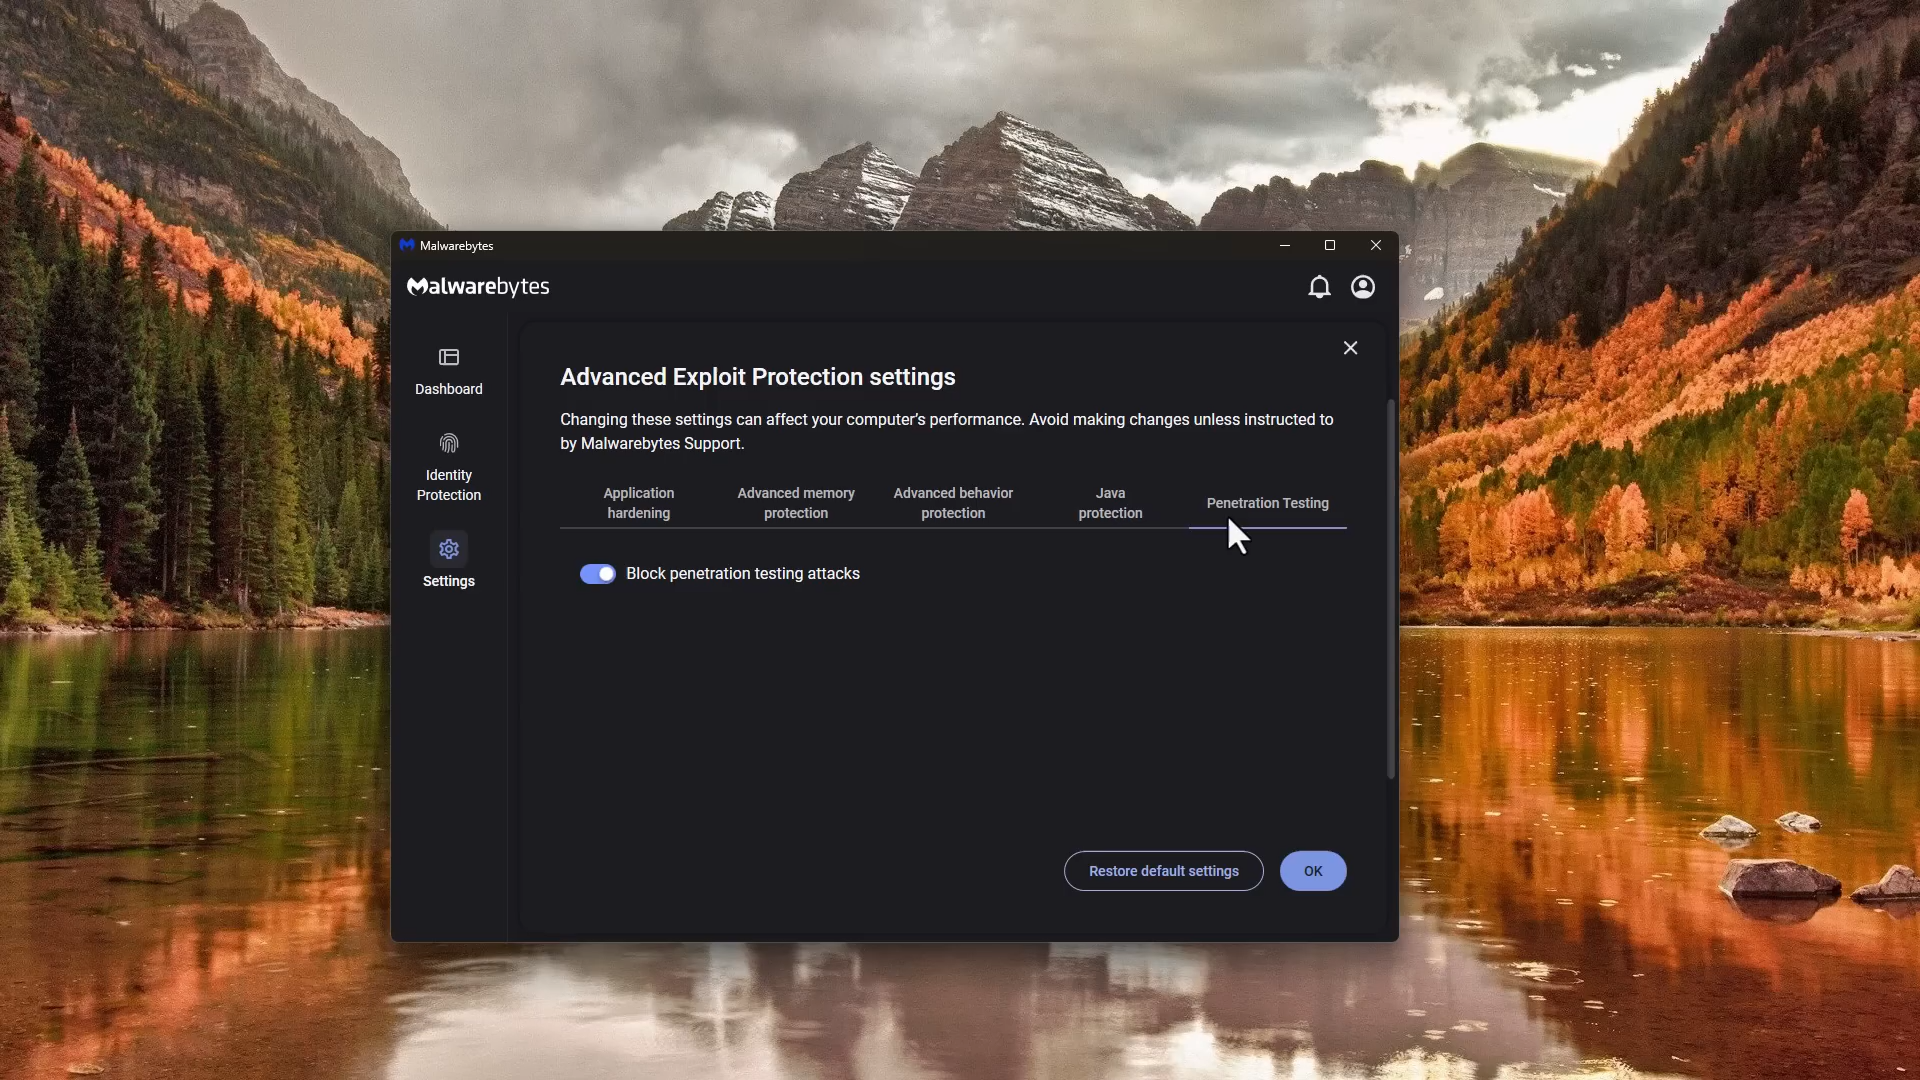 Malwarebytes
Malwarebytes
Dashboard
Identity
Protection
Settings
Advanced Exploit Protection settings
Changing these settings can affect your computer's performance. Avoid making changes unless instructed to
by Malwarebytes Support.
Application
hardening
Advanced memory
protection
Advanced behavior
protection
Java
protection
Penetration Testing
Block penetration testing attacks
Restore default settings
OK